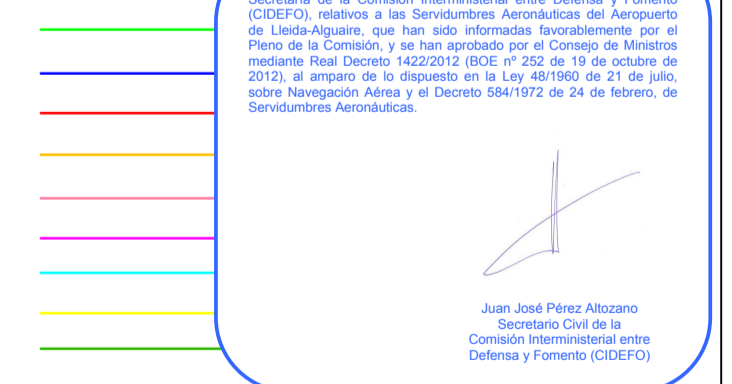 Secretaría de la Comisión Interministerial entre Defensa y Fomento
(CIDEFO), relativos a las Servidumbres Aeronáuticas del Aeropuerto
de Lleida-Alguaire, que han sido informadas favorablemente por el
Pleno de la Comisión, y se han aprobado por el Consejo de Ministros
mediante Real Decreto 1422/2012 (BOE nº 252 de 19 de octubre de
2012), al amparo de lo dispuesto en la Ley 48/1960 de 21 de julio,
sobre Navegación Aérea y el Decreto 584/1972 de 24 de febrero, de
Servidumbres Aeronáuticas.
Juan José Pérez Altozano
Secretario Civil de la
Comisión Interministerial entre
Defensa y Fomento (CIDEFO)